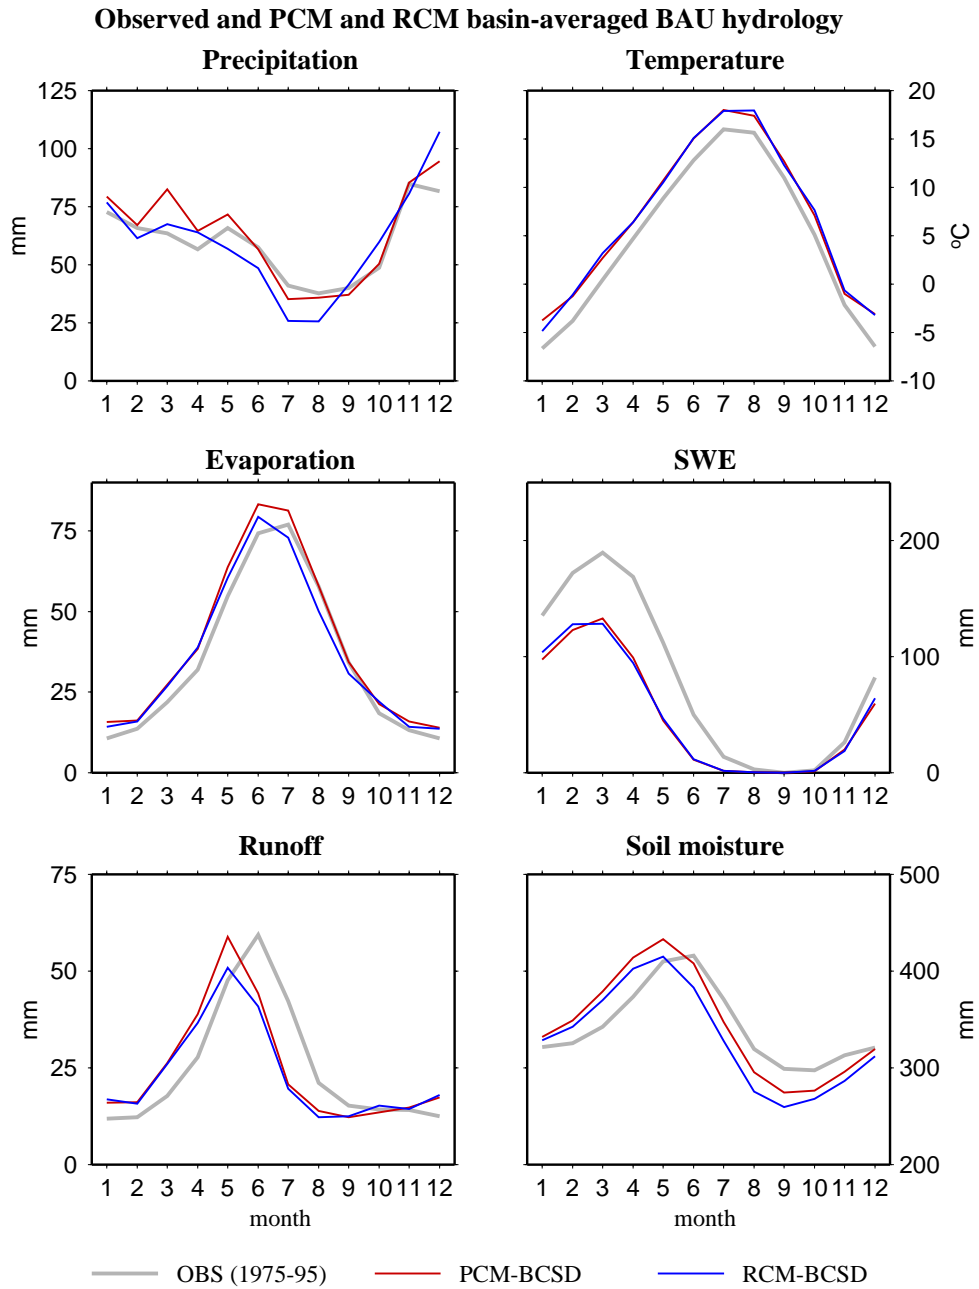 Observed and PCM and RCM basin-averaged BAU hydrology
Precipitation
Temperature
125
100
75
50
25
0
mm
1 2 3 4 5 6 7 8 9 10 11 12
20
15
10
5
0
-5
-10
ºC
1 2 3 4 5 6 7 8 9 10 11 12
Evaporation
SWE
75
50
25
0
mm
1 2 3 4 5 6 7 8 9 10 11 12
200
100
0
mm
1 2 3 4 5 6 7 8 9 10 11 12
Runoff
Soil moisture
75
50
25
0
mm
1 2 3 4 5 6 7 8 9 10 11 12
month
500
400
300
200
mm
1 2 3 4 5 6 7 8 9 10 11 12
month
OBS (1975-95) PCM-BCSD RCM-BCSD